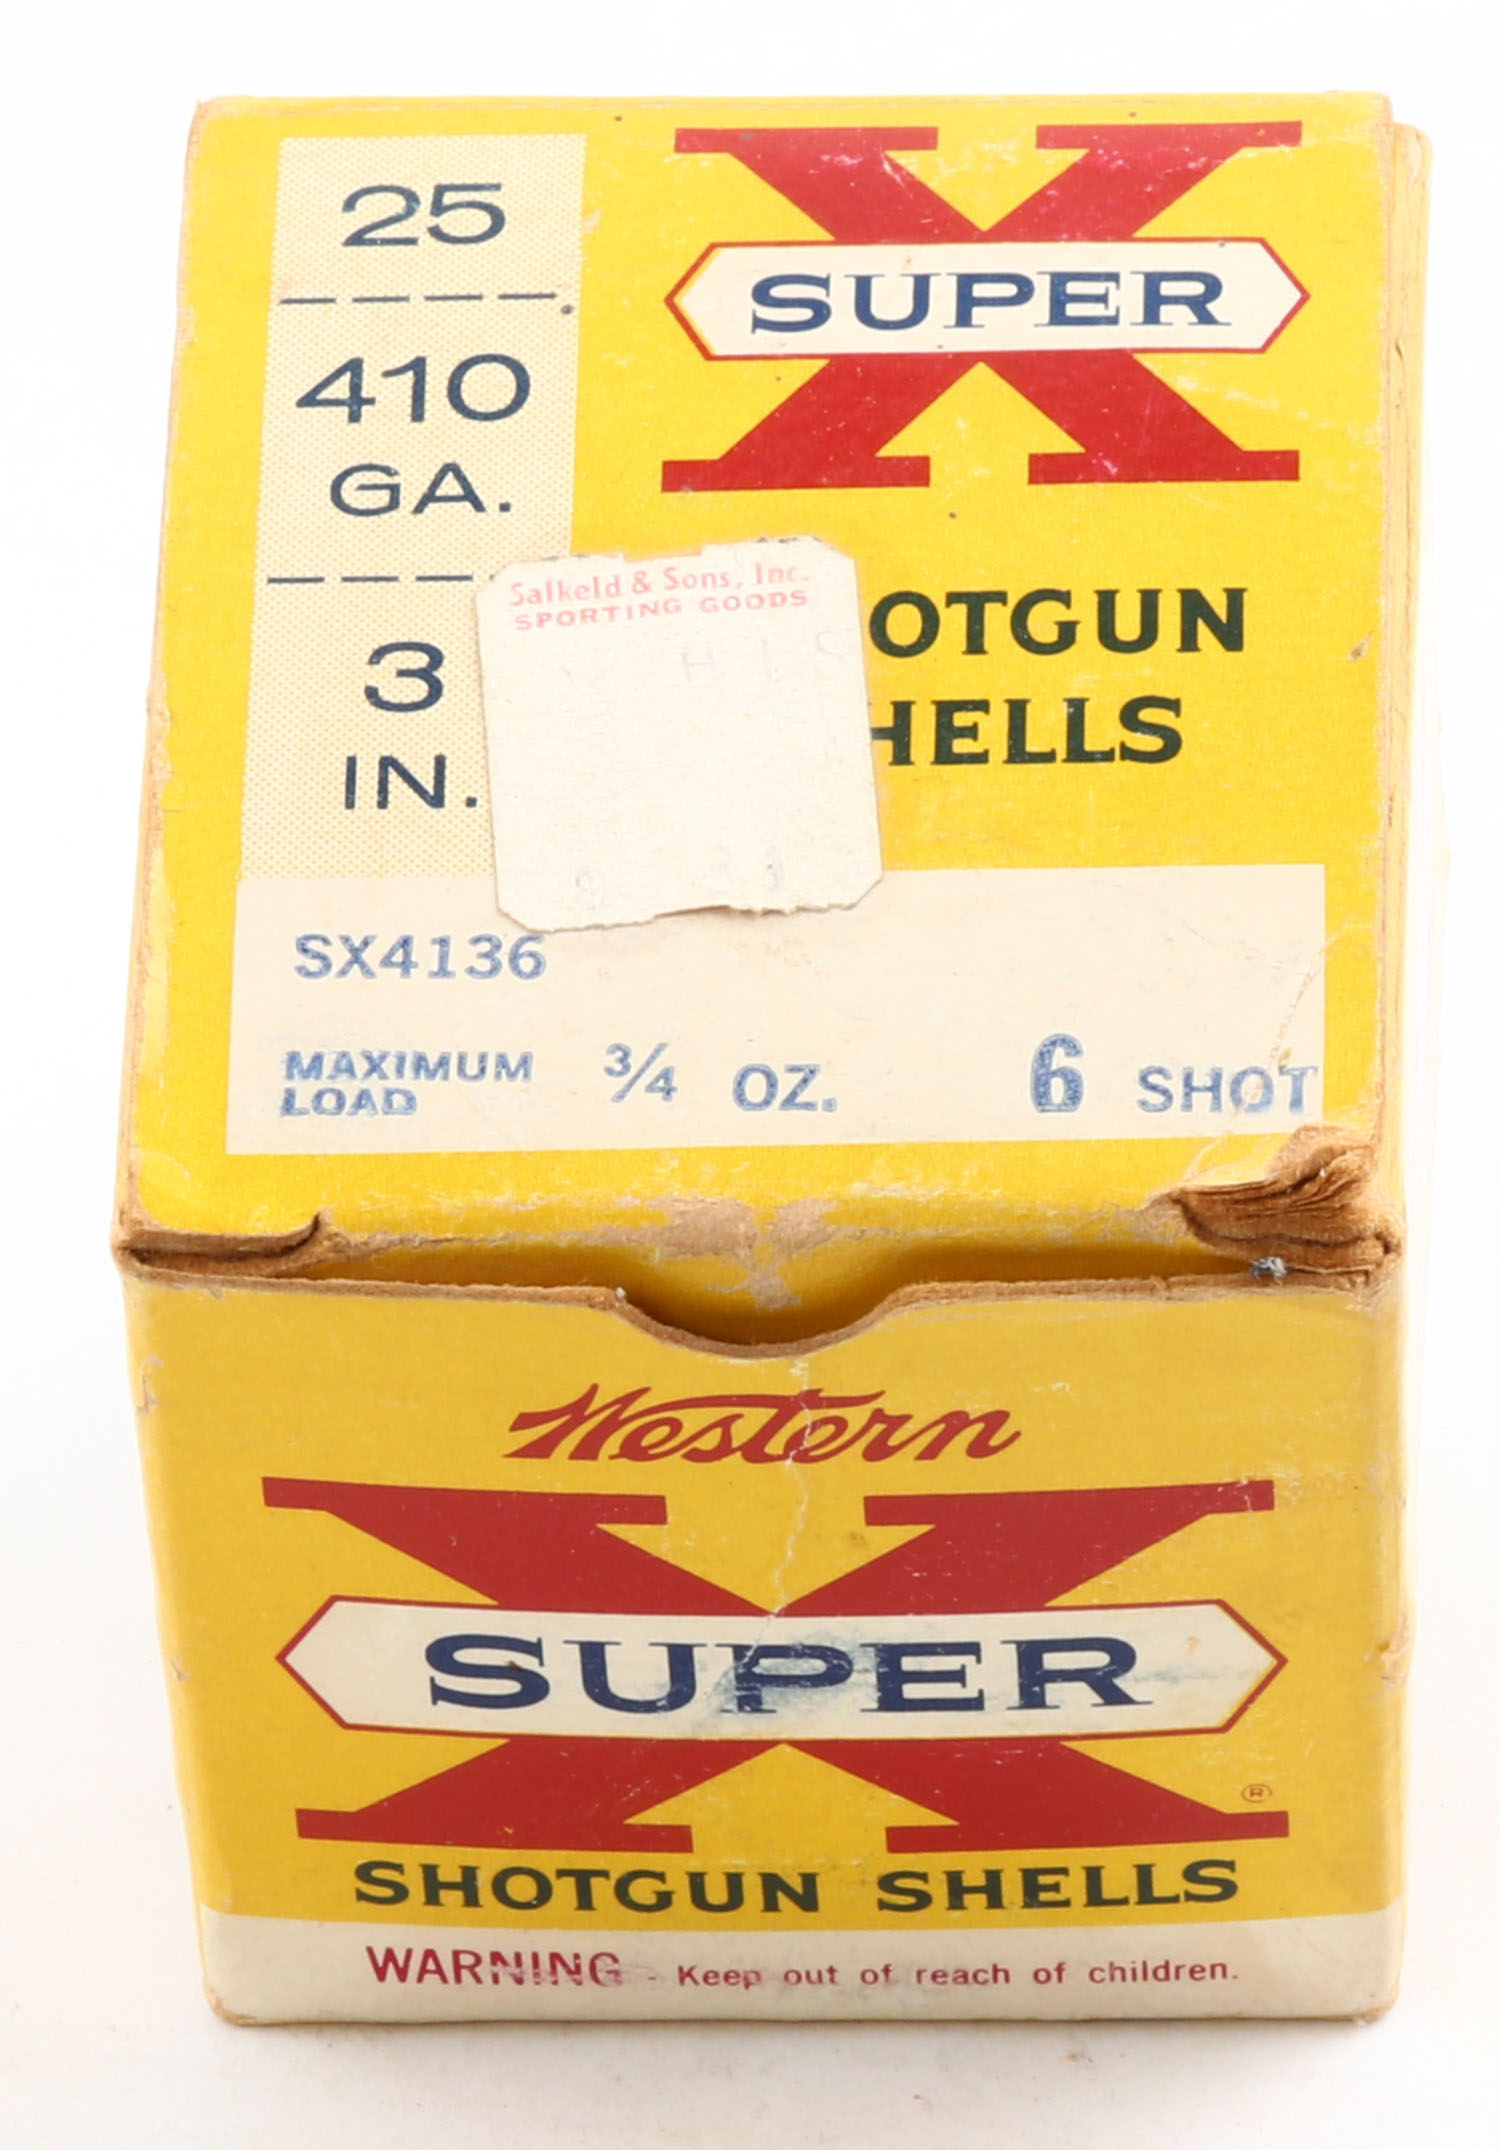 25
410
GA.
3
IN.
SUPER X
Salkeld & Sons, Inc.
SPORTING GOODS
OTGUN
HELLS
SX4136
MAXIMUM LOAD 3/4 OZ. 6 SHOT
Western
SUPER X ®
SHOTGUN SHELLS
WARNING - Keep out of reach of children.